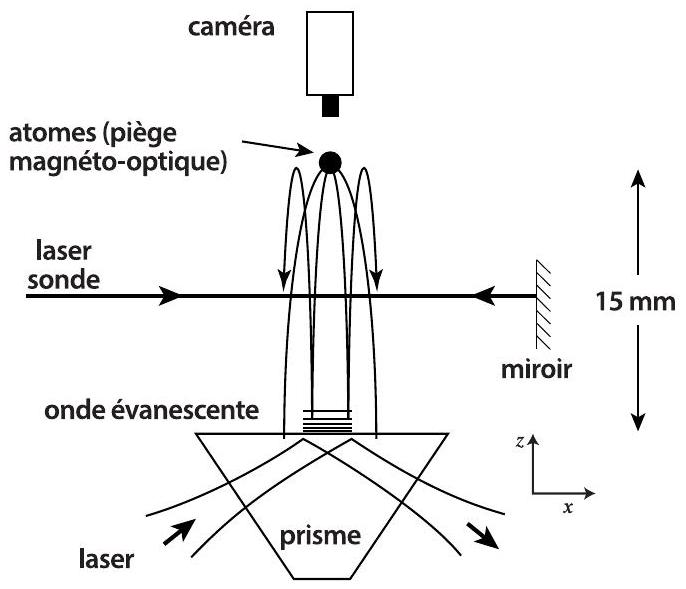 caméra
atomes (piège
magnéto-optique)
laser
sonde
15 mm
miroir
onde évanescente
z
x
prisme
laser